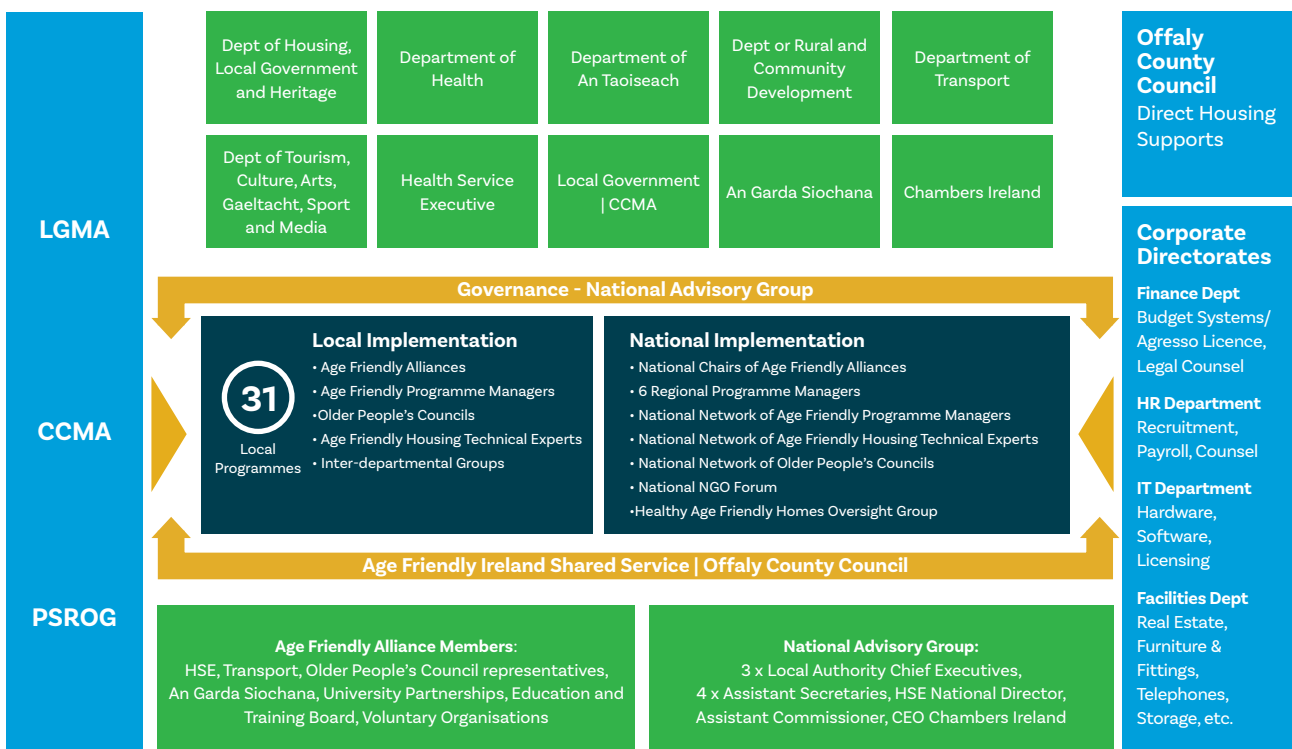 LGMA
CCMA
PSROG
Dept of Housing,
Local Government
and Heritage
Department of
Health
Department of
An Taoiseach
Dept or Rural and
Community
Development
Department of
Transport
Dept of Tourism,
Culture, Arts,
Gaeltacht, Sport
and Media
Health Service
Executive
Local Government
| CCMA
An Garda Siochana
Chambers Ireland
Governance - National Advisory Group
31
Local
Programmes
Local Implementation
• Age Friendly Alliances
• Age Friendly Programme Managers
•Older People's Councils
• Age Friendly Housing Technical Experts
• Inter-departmental Groups
National Implementation
• National Chairs of Age Friendly Alliances
• 6 Regional Programme Managers
• National Network of Age Friendly Programme Managers
• National Network of Age Friendly Housing Technical Experts
• National Network of Older People's Councils
• National NGO Forum
•Healthy Age Friendly Homes Oversight Group
Age Friendly Ireland Shared Service | Offaly County Council
Age Friendly Alliance Members:
HSE, Transport, Older People's Council representatives,
An Garda Siochana, University Partnerships, Education and
Training Board, Voluntary Organisations
National Advisory Group:
3 x Local Authority Chief Executives,
4 x Assistant Secretaries, HSE National Director,
Assistant Commissioner, CEO Chambers Ireland
Offaly
County
Council
Direct Housing
Supports
Corporate
Directorates
Finance Dept
Budget Systems/
Agresso Licence,
Legal Counsel
HR Department
Recruitment,
Payroll, Counsel
IT Department
Hardware,
Software,
Licensing
Facilities Dept
Real Estate,
Furniture &
Fittings,
Telephones,
Storage, etc.